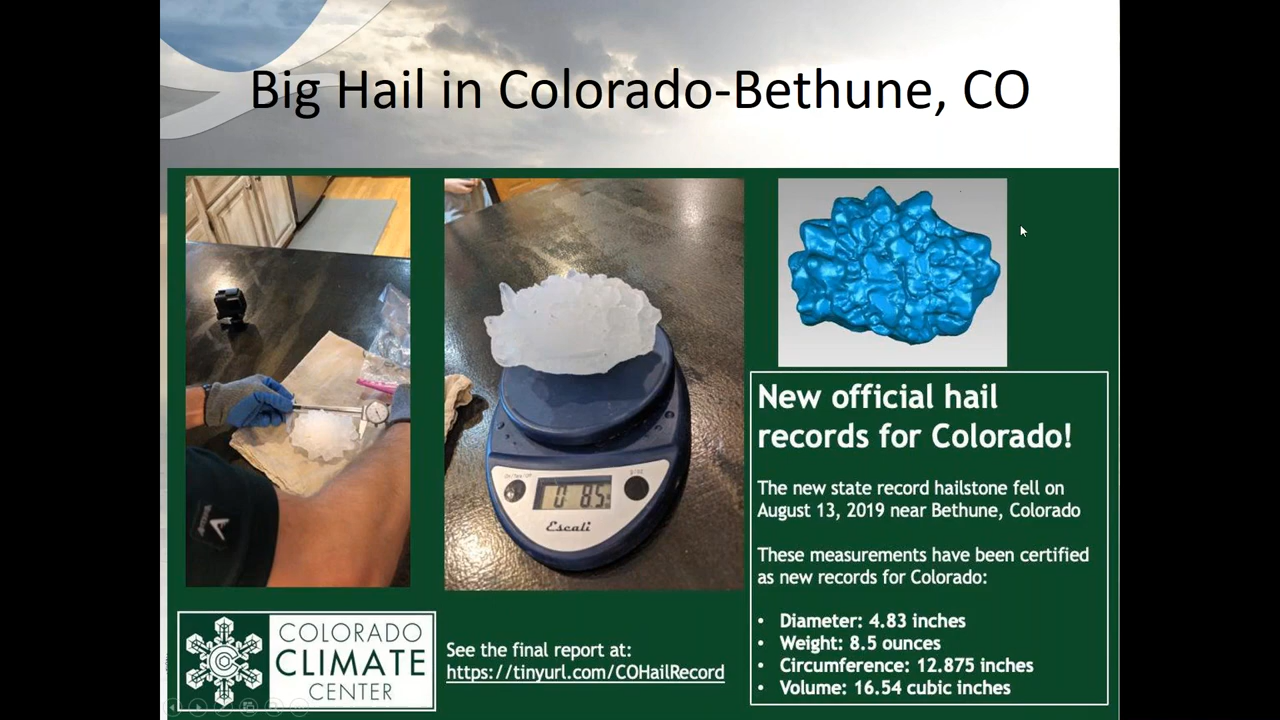 Big Hail in Colorado-Bethune, CO
New official hail
records for Colorado!
The new state record hailstone fell on
August 13, 2019 near Bethune, Colorado
These measurements have been certified
as new records for Colorado:
• Diameter: 4.83 inches
• Weight: 8.5 ounces
• Circumference: 12.875 inches
• Volume: 16.54 cubic inches
0 8.5
Escali
COLORADO
CLIMATE
CENTER
See the final report at:
https://tinyurl.com/COHailRecord